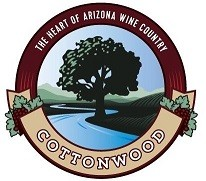 THE HEART OF ARIZONA WINE COUNTRY
COTTONWOOD